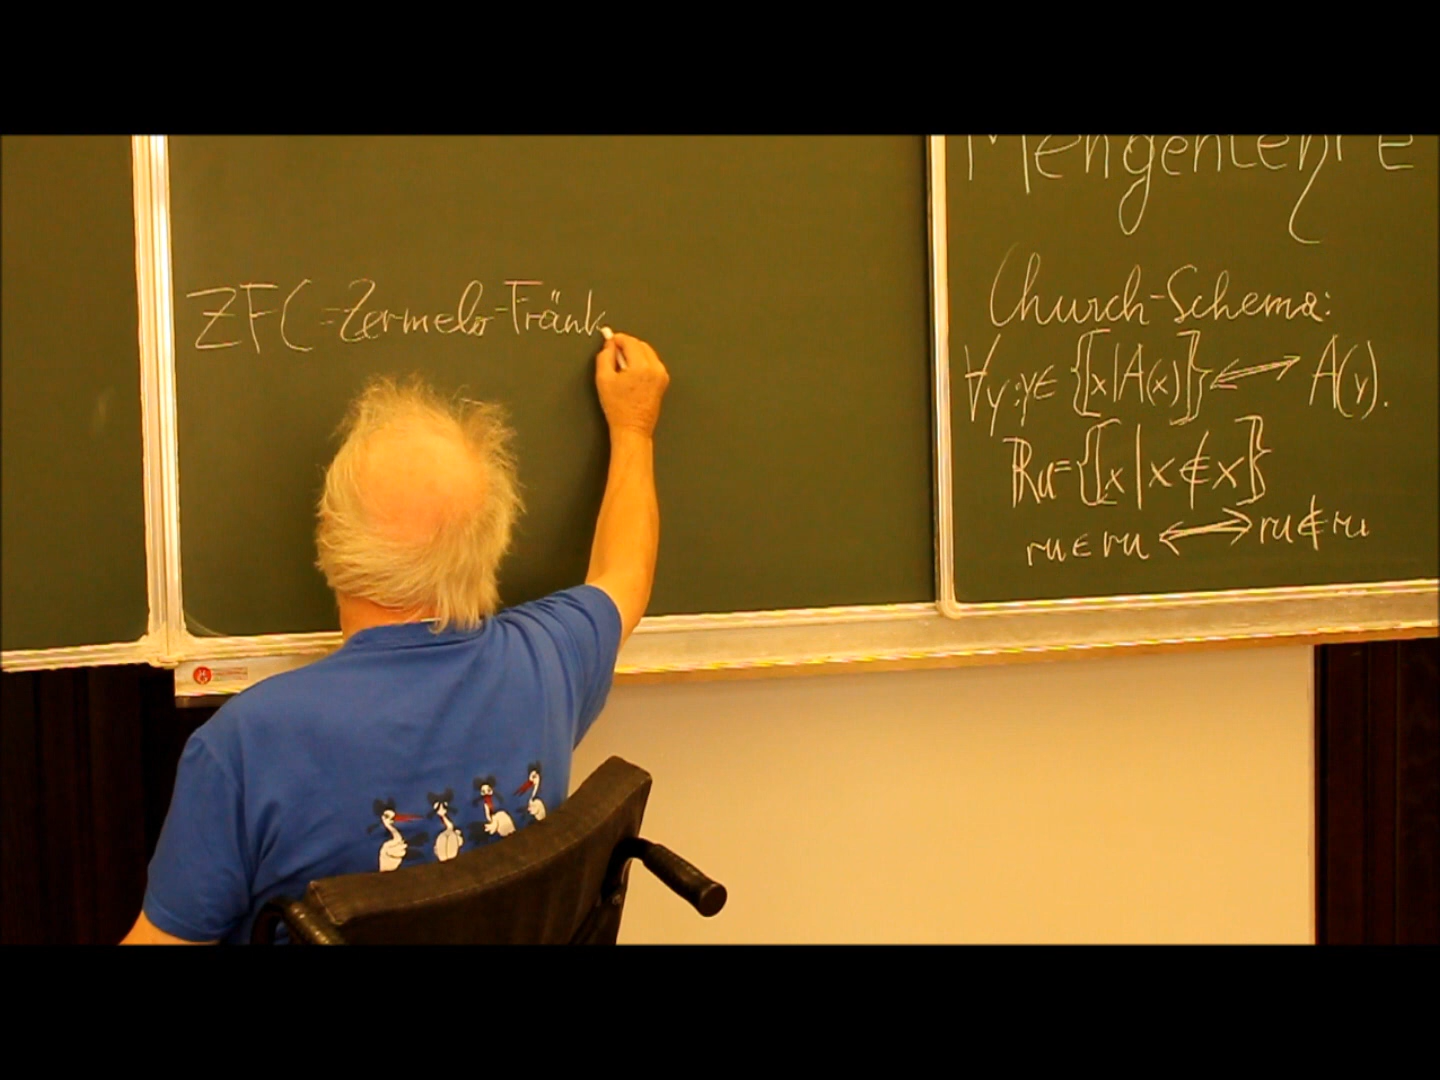 ZFC=Zermelo-Fränk
Mengenlehre
Church-Schema:
∀y:y∈{[x|A(x)]}⟷A(y).
Ru={[x|x∉x]}
ru∈ru⟷ru∉ru